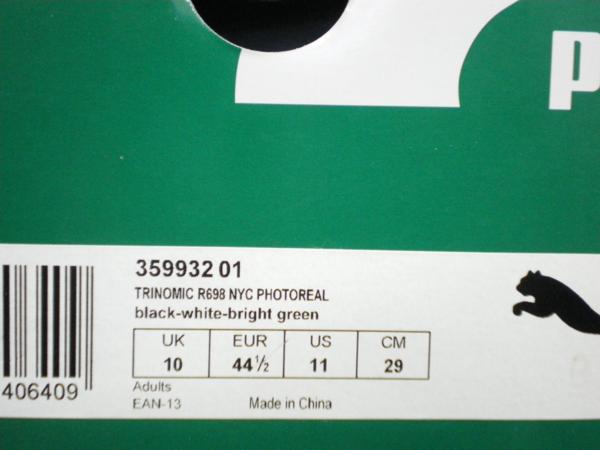 P
359932 01
TRINOMIC R698 NYC PHOTOREAL
black-white-bright green
UK EUR US CM
10 44½ 11 29
406409
Adults
EAN-13 Made in China